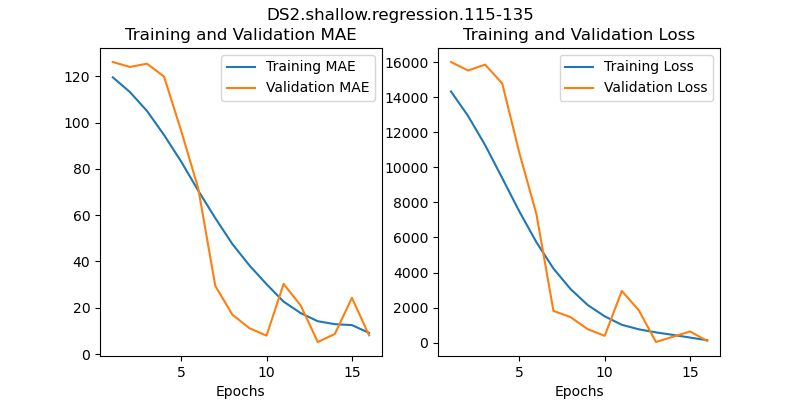 DS2.shallow.regression.115-135
Training and Validation MAE
Training MAE
Validation MAE
120
100
80
60
40
20
0
5
10
15
Epochs
Training and Validation Loss
Training Loss
Validation Loss
16000
14000
12000
10000
8000
6000
4000
2000
0
5
10
15
Epochs